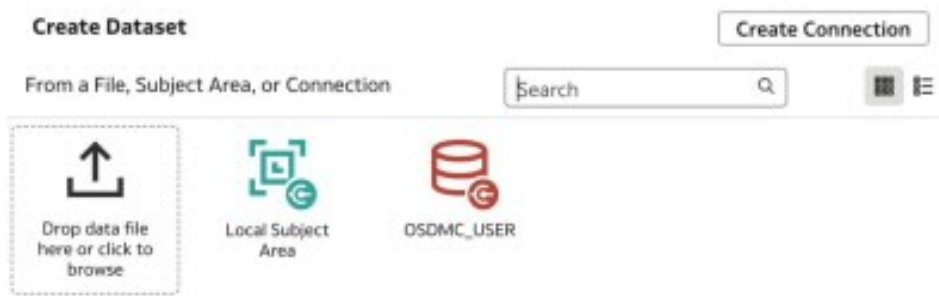 Create Dataset
Create Connection
From a File, Subject Area, or Connection
Search
Drop data file
here or click to
browse
Local Subject
Area
OSDMC_USER